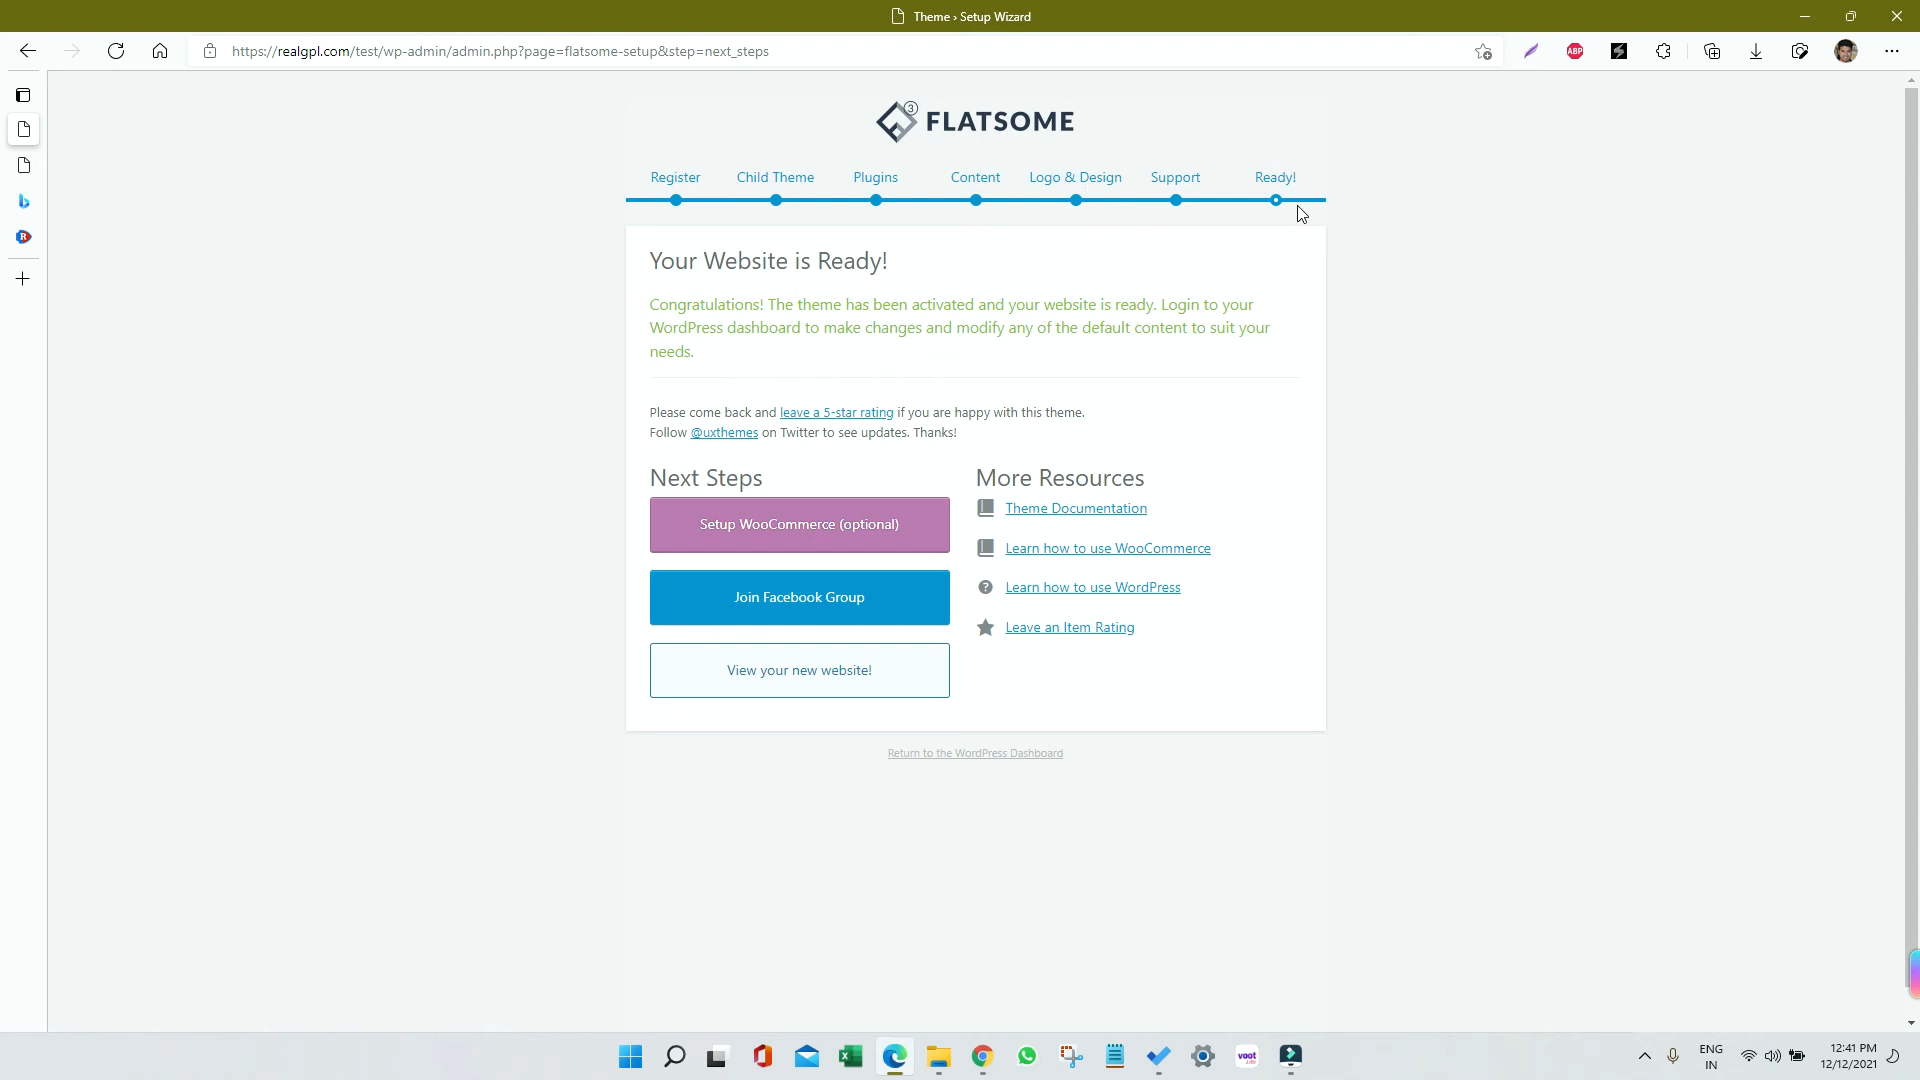 Theme › Setup Wizard
https://realgpl.com/test/wp-admin/admin.php?page=flatsome-setup&step=next_steps
ABP
3
FLATSOME
Register
Child Theme
Plugins
Content
Logo & Design
Support
Ready!
Your Website is Ready!
Congratulations! The theme has been activated and your website is ready. Login to your
WordPress dashboard to make changes and modify any of the default content to suit your
needs.
Please come back and leave a 5-star rating if you are happy with this theme.
Follow @uxthemes on Twitter to see updates. Thanks!
Next Steps
Setup WooCommerce (optional)
Join Facebook Group
View your new website!
More Resources
Theme Documentation
Learn how to use WooCommerce
Learn how to use WordPress
Leave an Item Rating
Return to the WordPress Dashboard
voot
ENG
IN
12:41 PM
12/12/2021